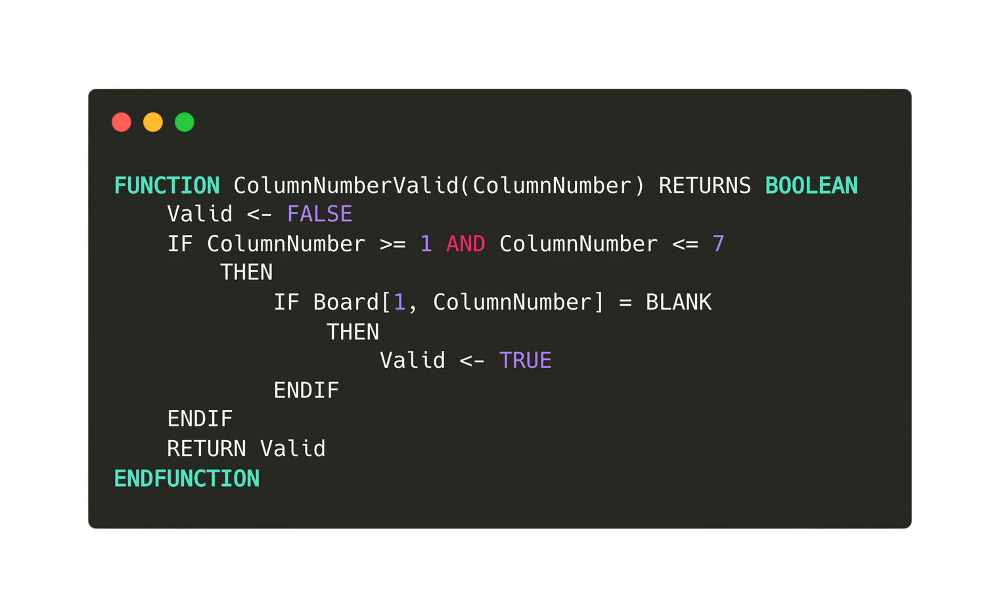 FUNCTION ColumnNumberValid(ColumnNumber) RETURNS BOOLEAN
    Valid <- FALSE
    IF ColumnNumber >= 1 AND ColumnNumber <= 7
        THEN
            IF Board[1, ColumnNumber] = BLANK
                THEN
                    Valid <- TRUE
            ENDIF
    ENDIF
    RETURN Valid
ENDFUNCTION